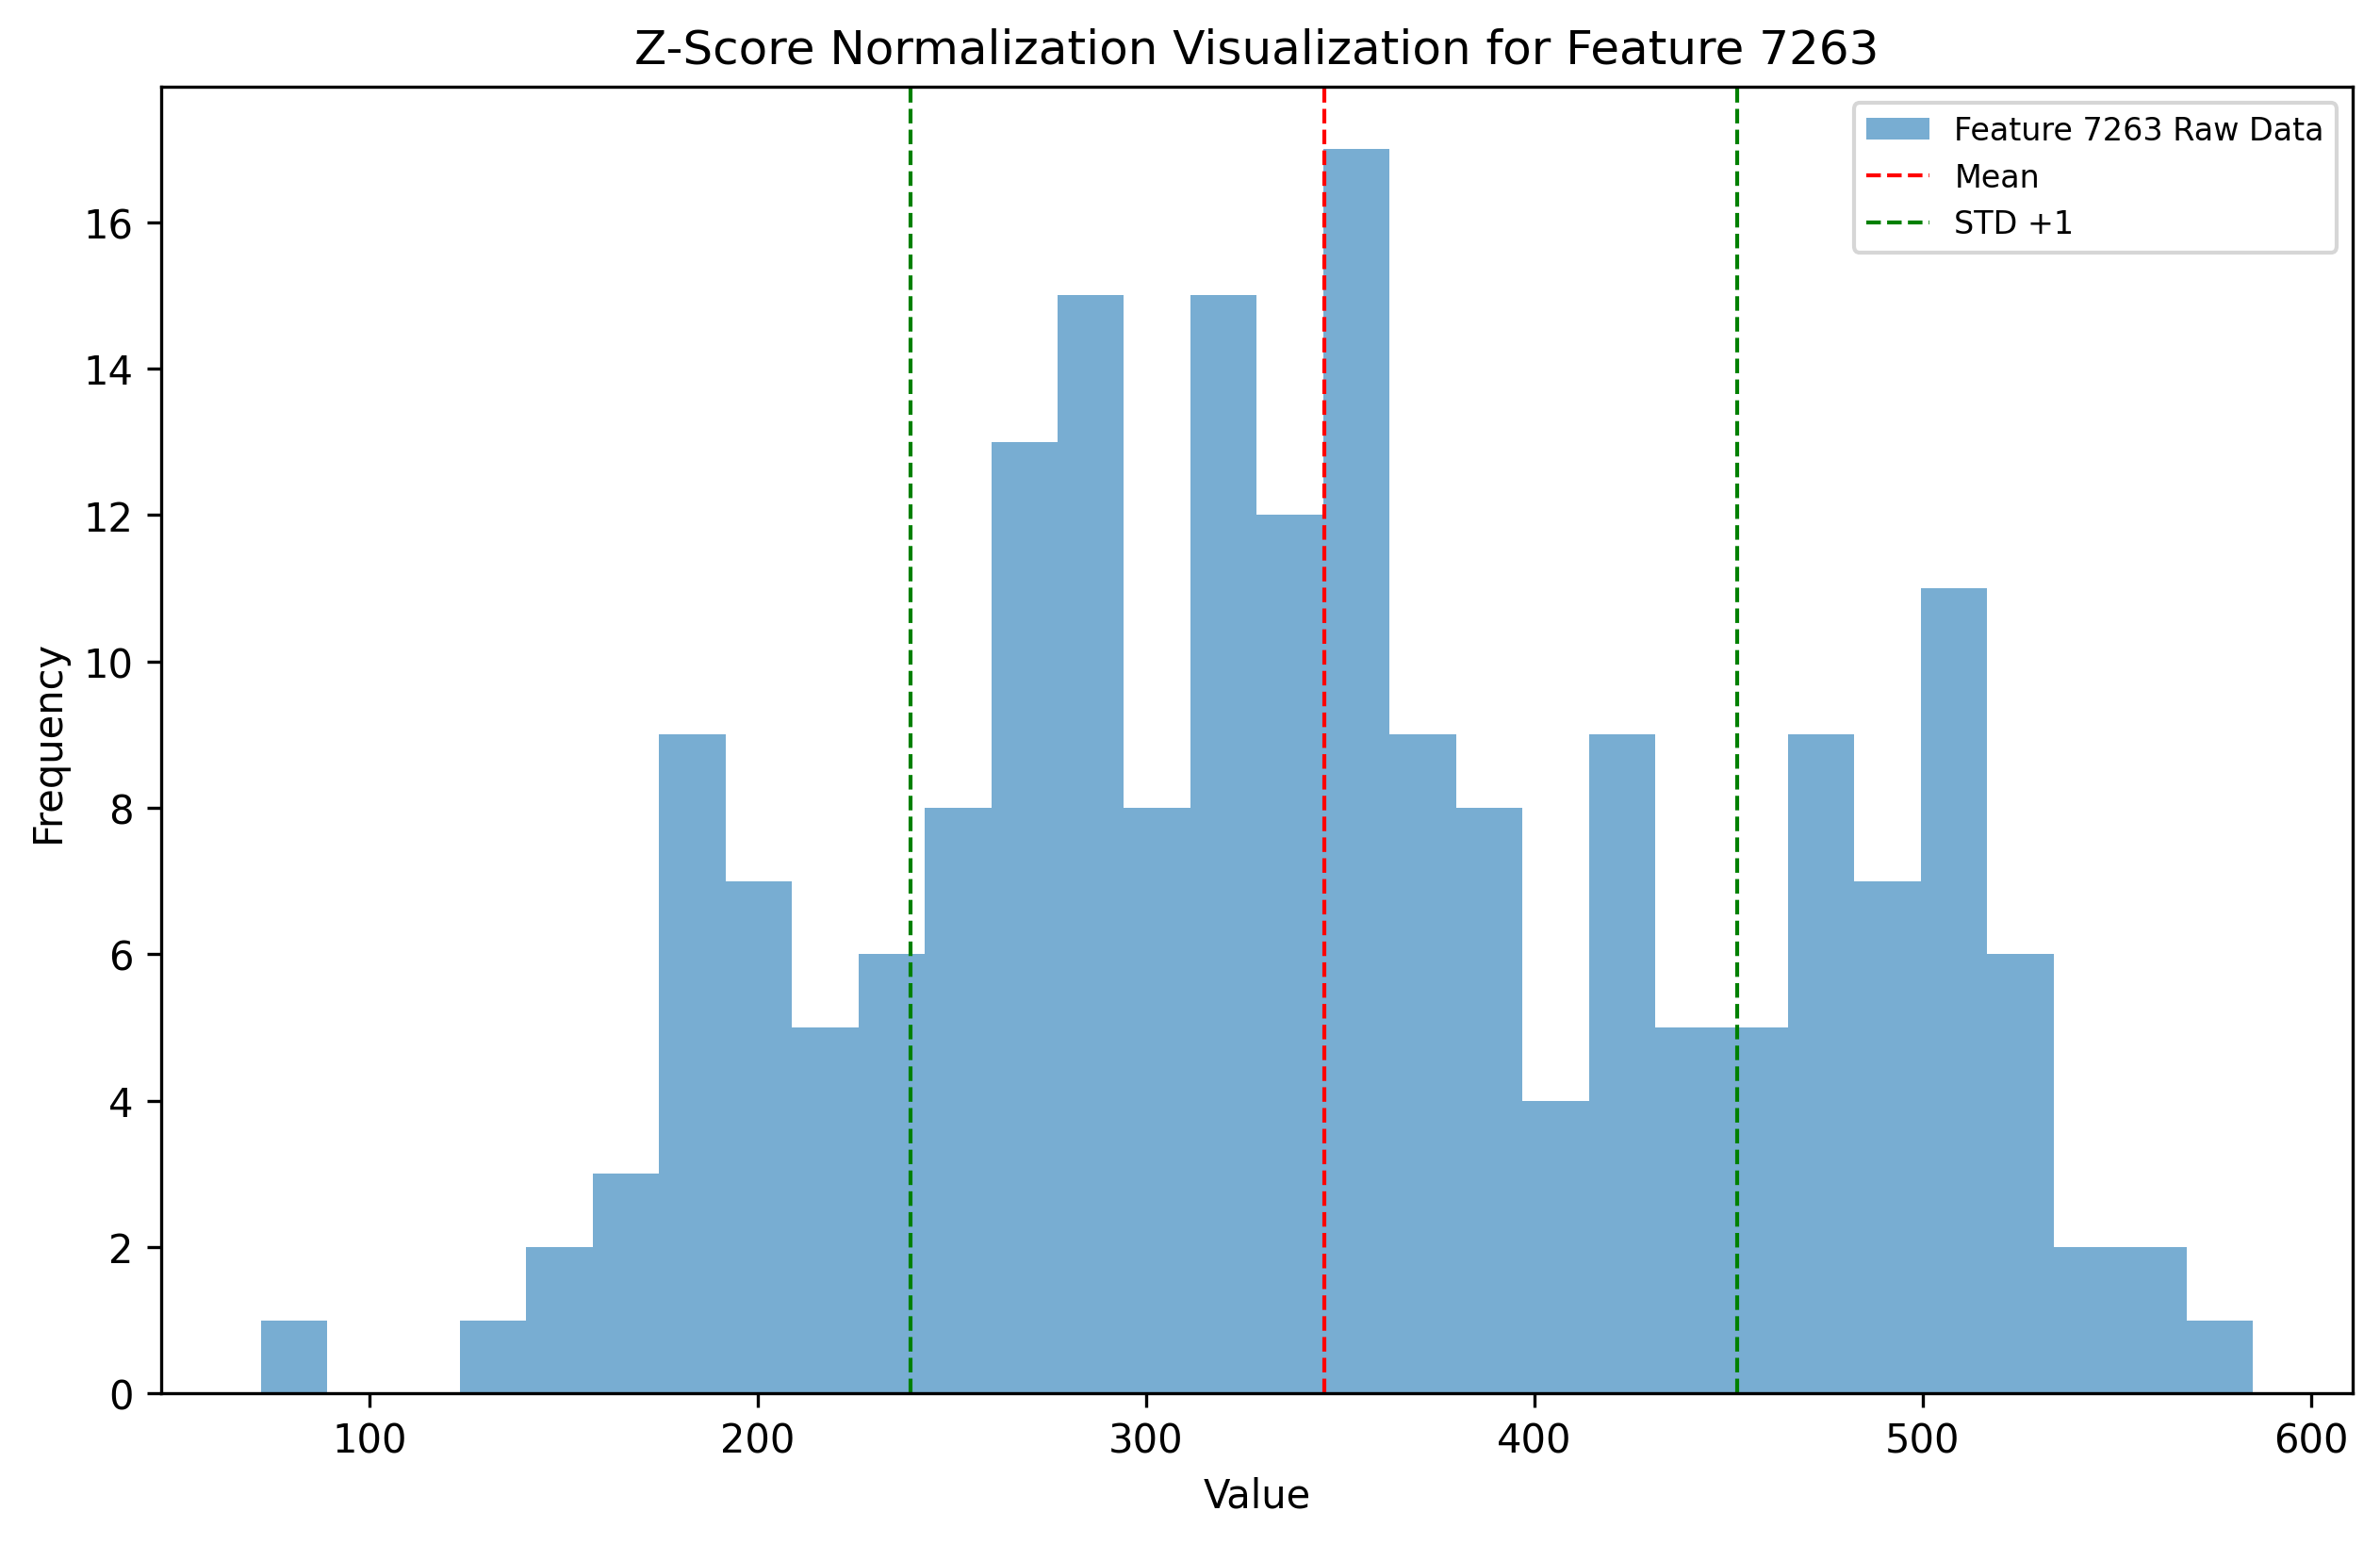 Z-Score Normalization Visualization for Feature 7263
Feature 7263 Raw Data
Mean
STD +1
16
14
12
10
8
6
4
2
0
Frequency
100 200 300 400 500 600
Value